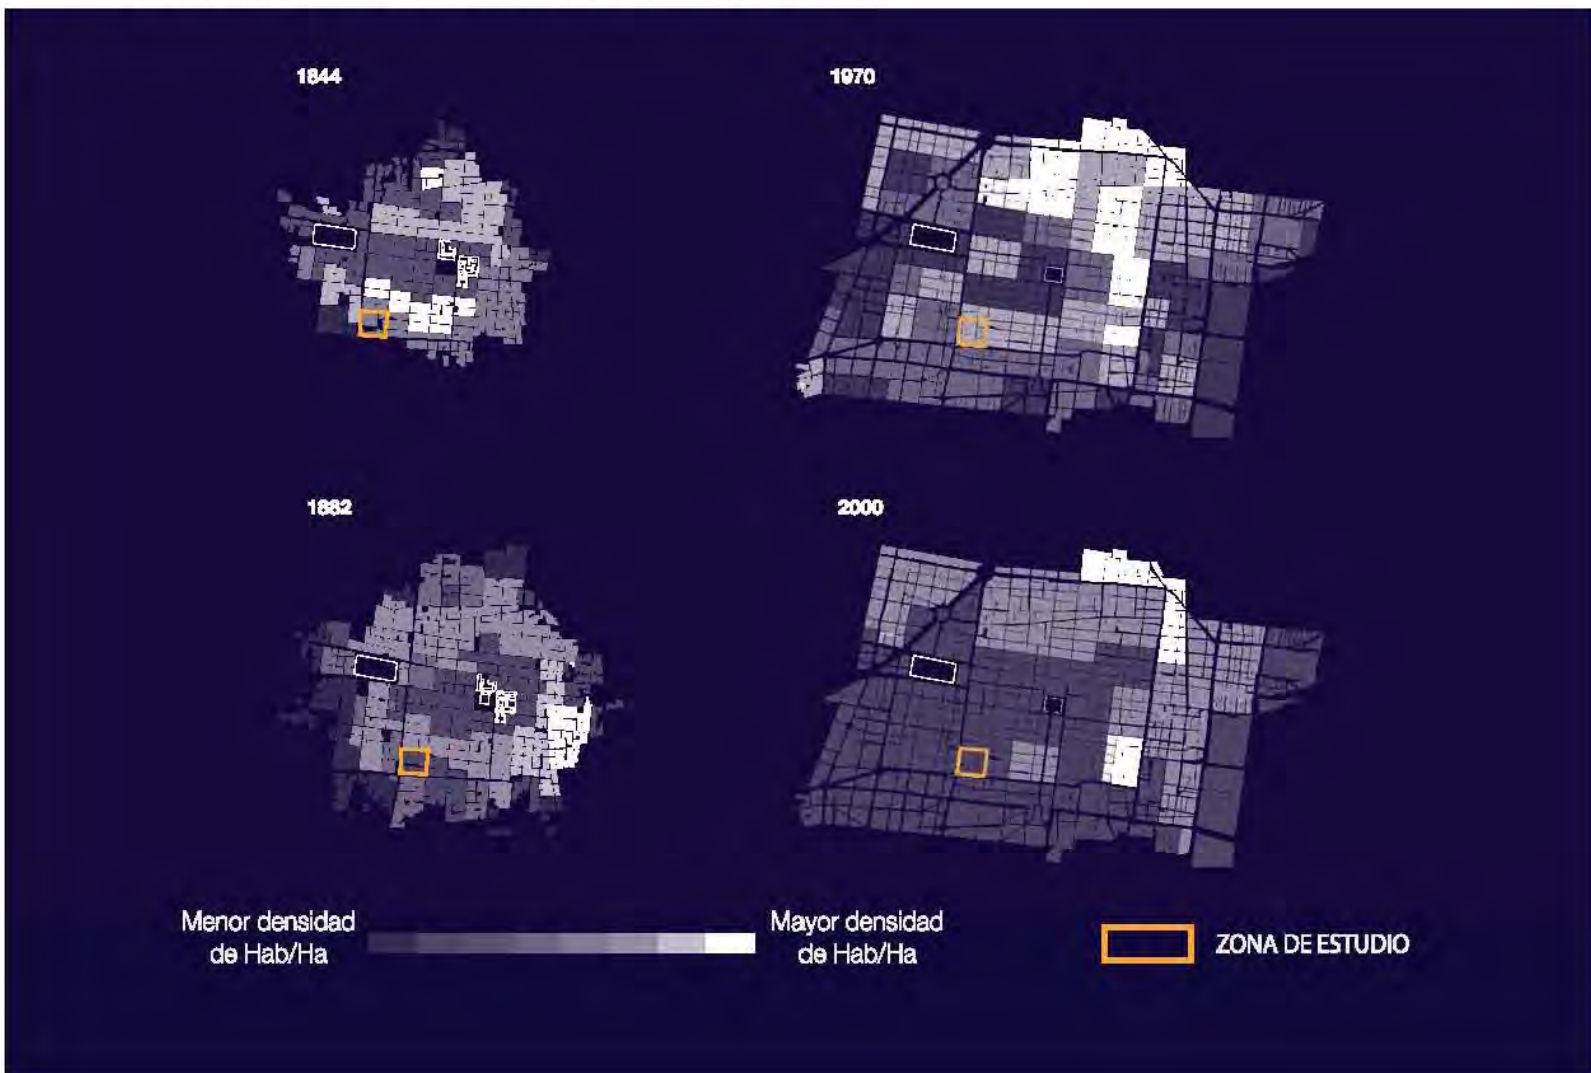 1844
1970
1882
2000
Menor densidad
de Hab/Ha
Mayor densidad
de Hab/Ha
ZONA DE ESTUDIO